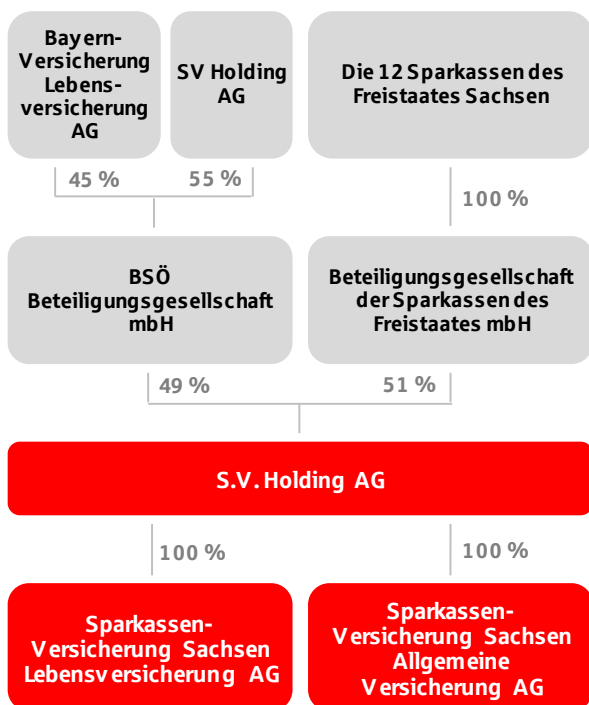 Bayern-
Versicherung
Lebens-
versicherung
AG
SV Holding
AG
Die 12 Sparkassen des
Freistaates Sachsen
45 %
55 %
100 %
BSÖ
Beteiligungsgesellschaft
mbH
Beteiligungsgesellschaft
der Sparkassen des
Freistaates mbH
49 %
51 %
S.V. Holding AG
100 %
100 %
Sparkassen-
Versicherung Sachsen
Lebensversicherung AG
Sparkassen-
Versicherung Sachsen
Allgemeine
Versicherung AG